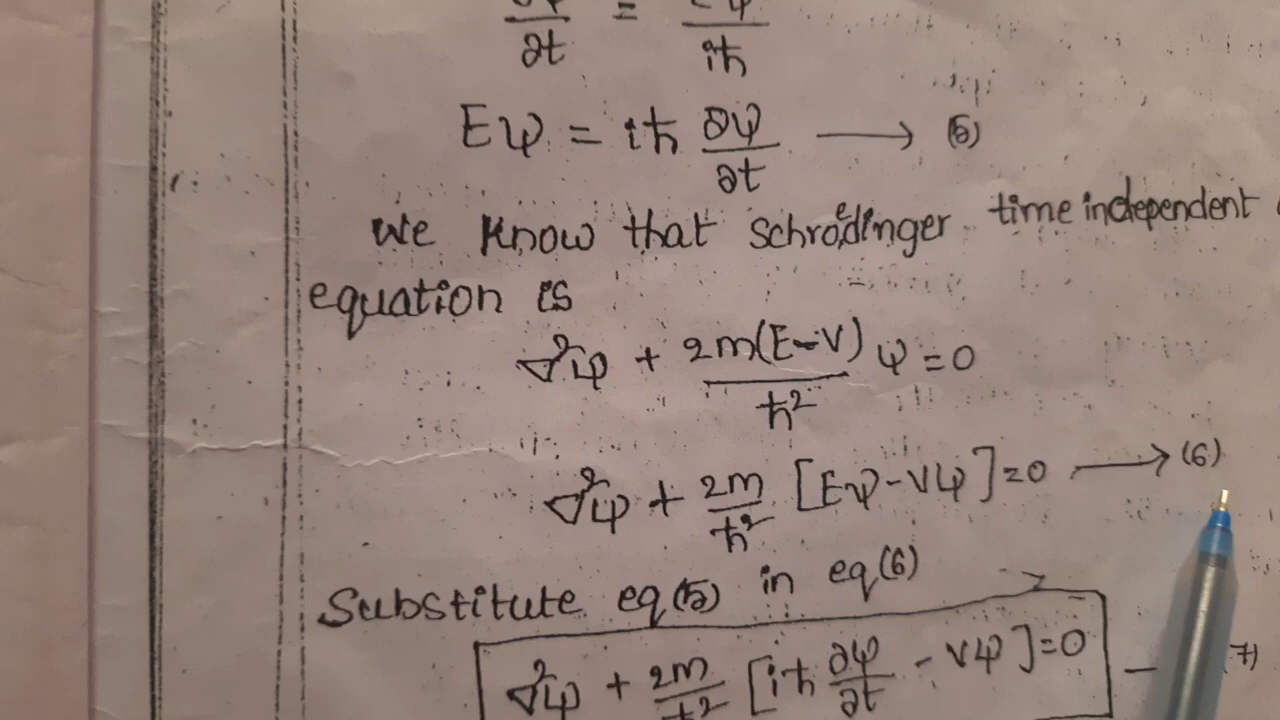 ∂t = iħ
Eψ = iħ ∂ψ/∂t ⟶ (5)
we know that schrödinger time independent
equation is
∇²ψ + 2m(E-V)/ħ² ψ = 0
∇²ψ + 2m/ħ² [Eψ - Vψ] = 0 ⟶ (6)
Substitute eq(5) in eq(6)
∇²ψ + 2m/ħ² [iħ ∂ψ/∂t - Vψ] = 0 — (7)